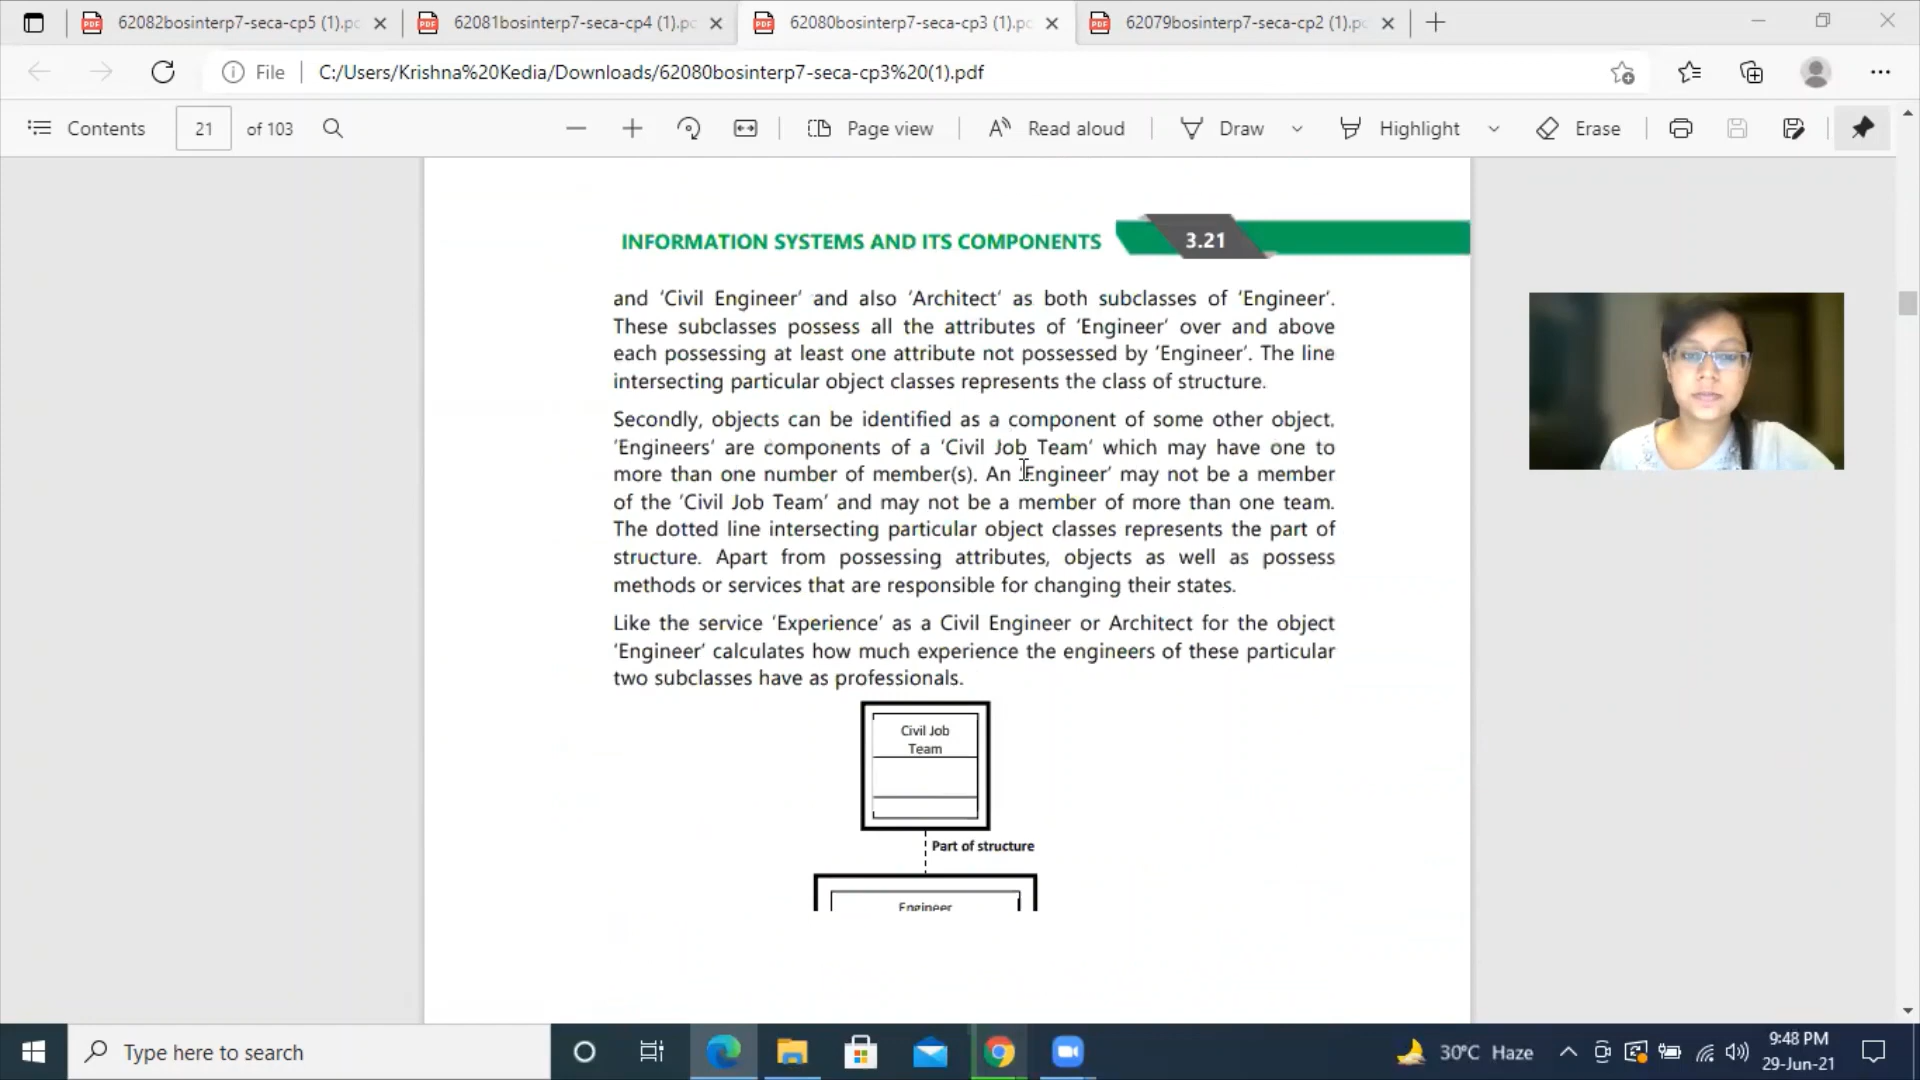 62082bosinterp7-seca-cp5 (1).pc
62081bosinterp7-seca-cp4 (1).pc
62080bosinterp7-seca-cp3 (1).pc
62079bosinterp7-seca-cp2 (1).pc
File
C:/Users/Krishna%20Kedia/Downloads/62080bosinterp7-seca-cp3%20(1).pdf
Contents
21
of 103
Page view
Read aloud
Draw
Highlight
Erase
INFORMATION SYSTEMS AND ITS COMPONENTS
3.21
and ‘Civil Engineer’ and also ‘Architect’ as both subclasses of ‘Engineer’.
These subclasses possess all the attributes of ‘Engineer’ over and above
each possessing at least one attribute not possessed by ‘Engineer’. The line
intersecting particular object classes represents the class of structure.
Secondly, objects can be identified as a component of some other object.
‘Engineers’ are components of a ‘Civil Job Team’ which may have one to
more than one number of member(s). An ‘Engineer’ may not be a member
of the ‘Civil Job Team’ and may not be a member of more than one team.
The dotted line intersecting particular object classes represents the part of
structure. Apart from possessing attributes, objects as well as possess
methods or services that are responsible for changing their states.
Like the service ‘Experience’ as a Civil Engineer or Architect for the object
‘Engineer’ calculates how much experience the engineers of these particular
two subclasses have as professionals.
Civil Job
Team
Part of structure
Engineer
Type here to search
30°C Haze
9:48 PM
29-Jun-21